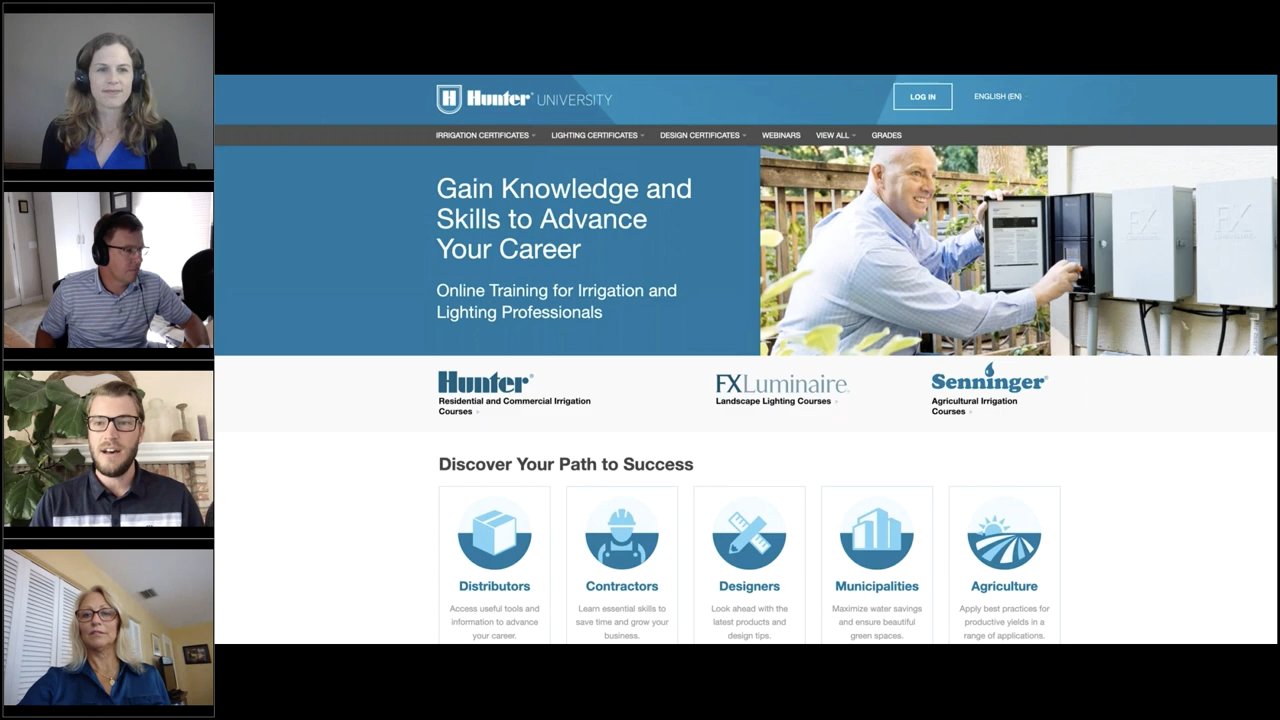 H Hunter® UNIVERSITY
LOG IN
ENGLISH (EN)
IRRIGATION CERTIFICATES
LIGHTING CERTIFICATES
DESIGN CERTIFICATES
WEBINARS
VIEW ALL
GRADES
Gain Knowledge and
Skills to Advance
Your Career
Online Training for Irrigation and
Lighting Professionals
FX
FX
Hunter®
Residential and Commercial Irrigation
Courses
FXLuminaire®
Landscape Lighting Courses
Senninger®
Agricultural Irrigation
Courses
Discover Your Path to Success
Distributors
Access useful tools and
information to advance
your career.
Contractors
Learn essential skills to
save time and grow your
business.
Designers
Look ahead with the
latest products and
design tips.
Municipalities
Maximize water savings
and ensure beautiful
green spaces.
Agriculture
Apply best practices for
productive yields in a
range of applications.